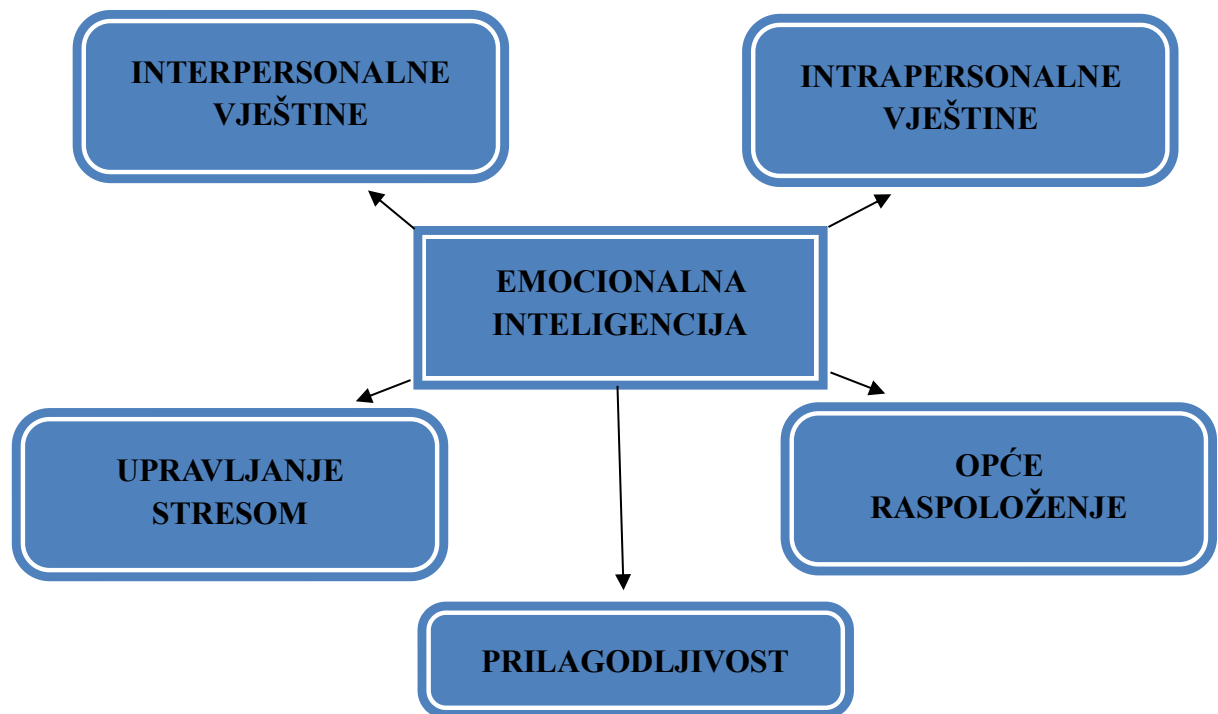 INTERPERSONALNE
VJEŠTINE
INTRAPERSONALNE
VJEŠTINE
EMOCIONALNA
INTELIGENCIJA
UPRAVLJANJE
STRESOM
OPĆE
RASPOLOŽENJE
PRILAGODLJIVOST